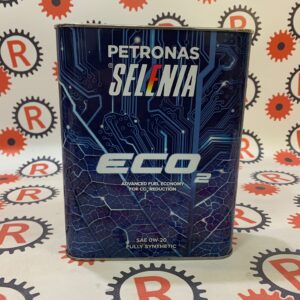 PETRONAS
SELENIA
ECO2
ADVANCED FUEL ECONOMY
FOR CO2 REDUCTION
SAE 0W-20
FULLY SYNTHETIC
R
R
R
R